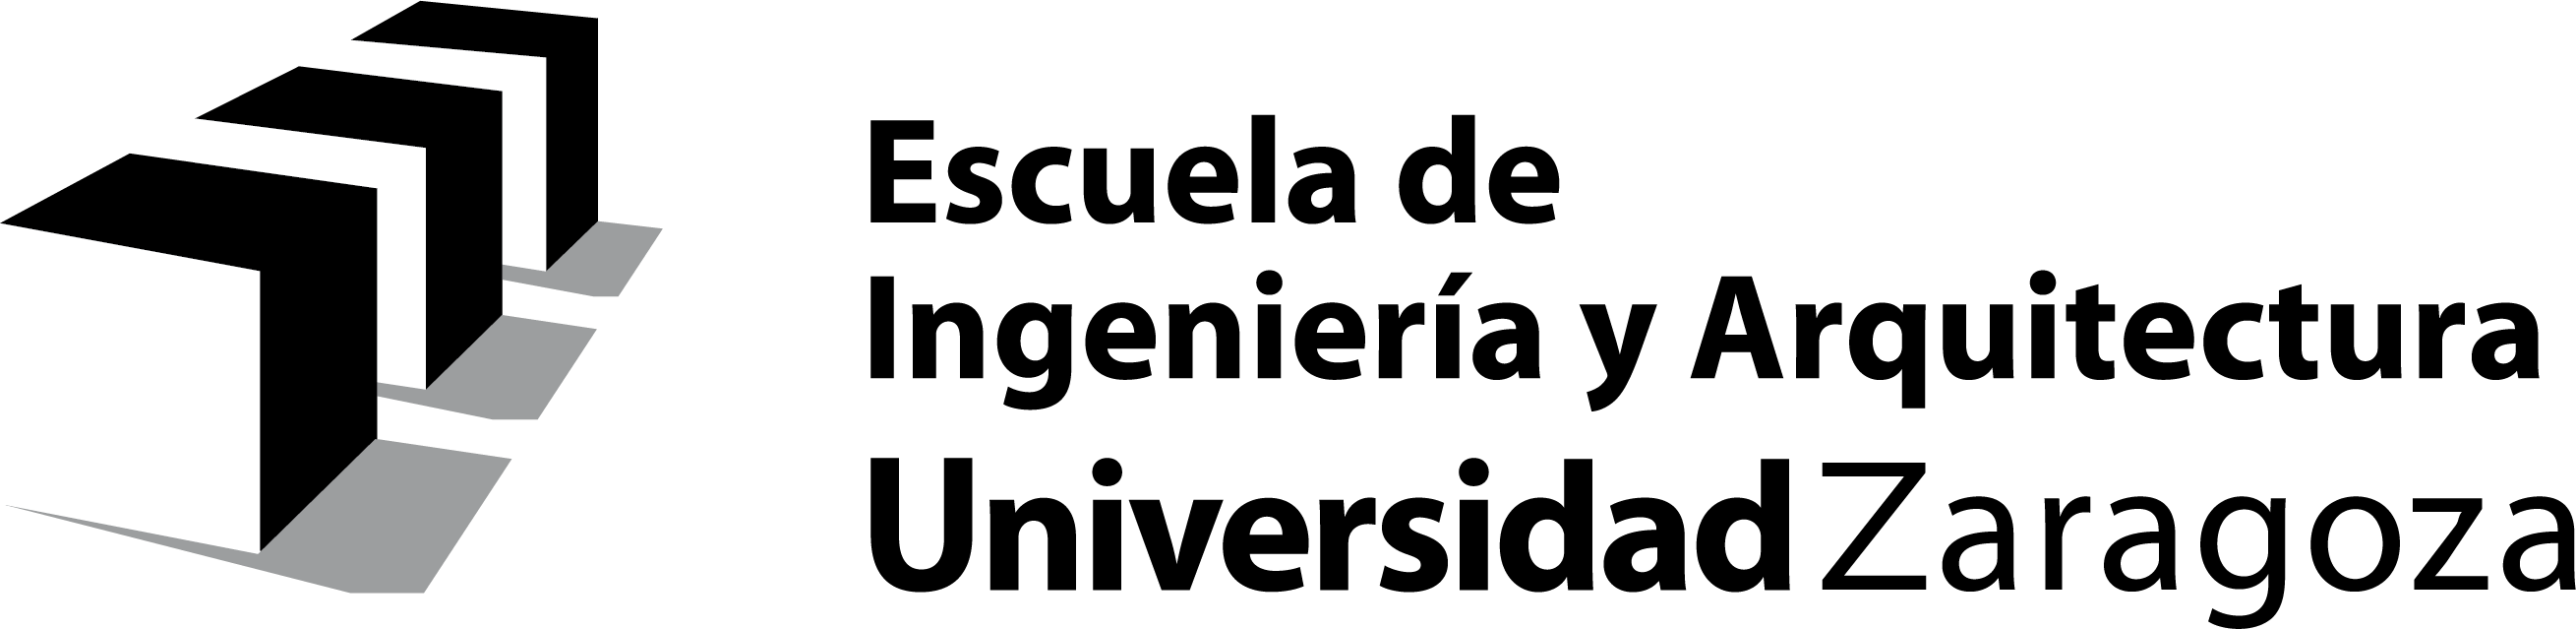 Escuela de
Ingeniería y Arquitectura
Universidad Zaragoza